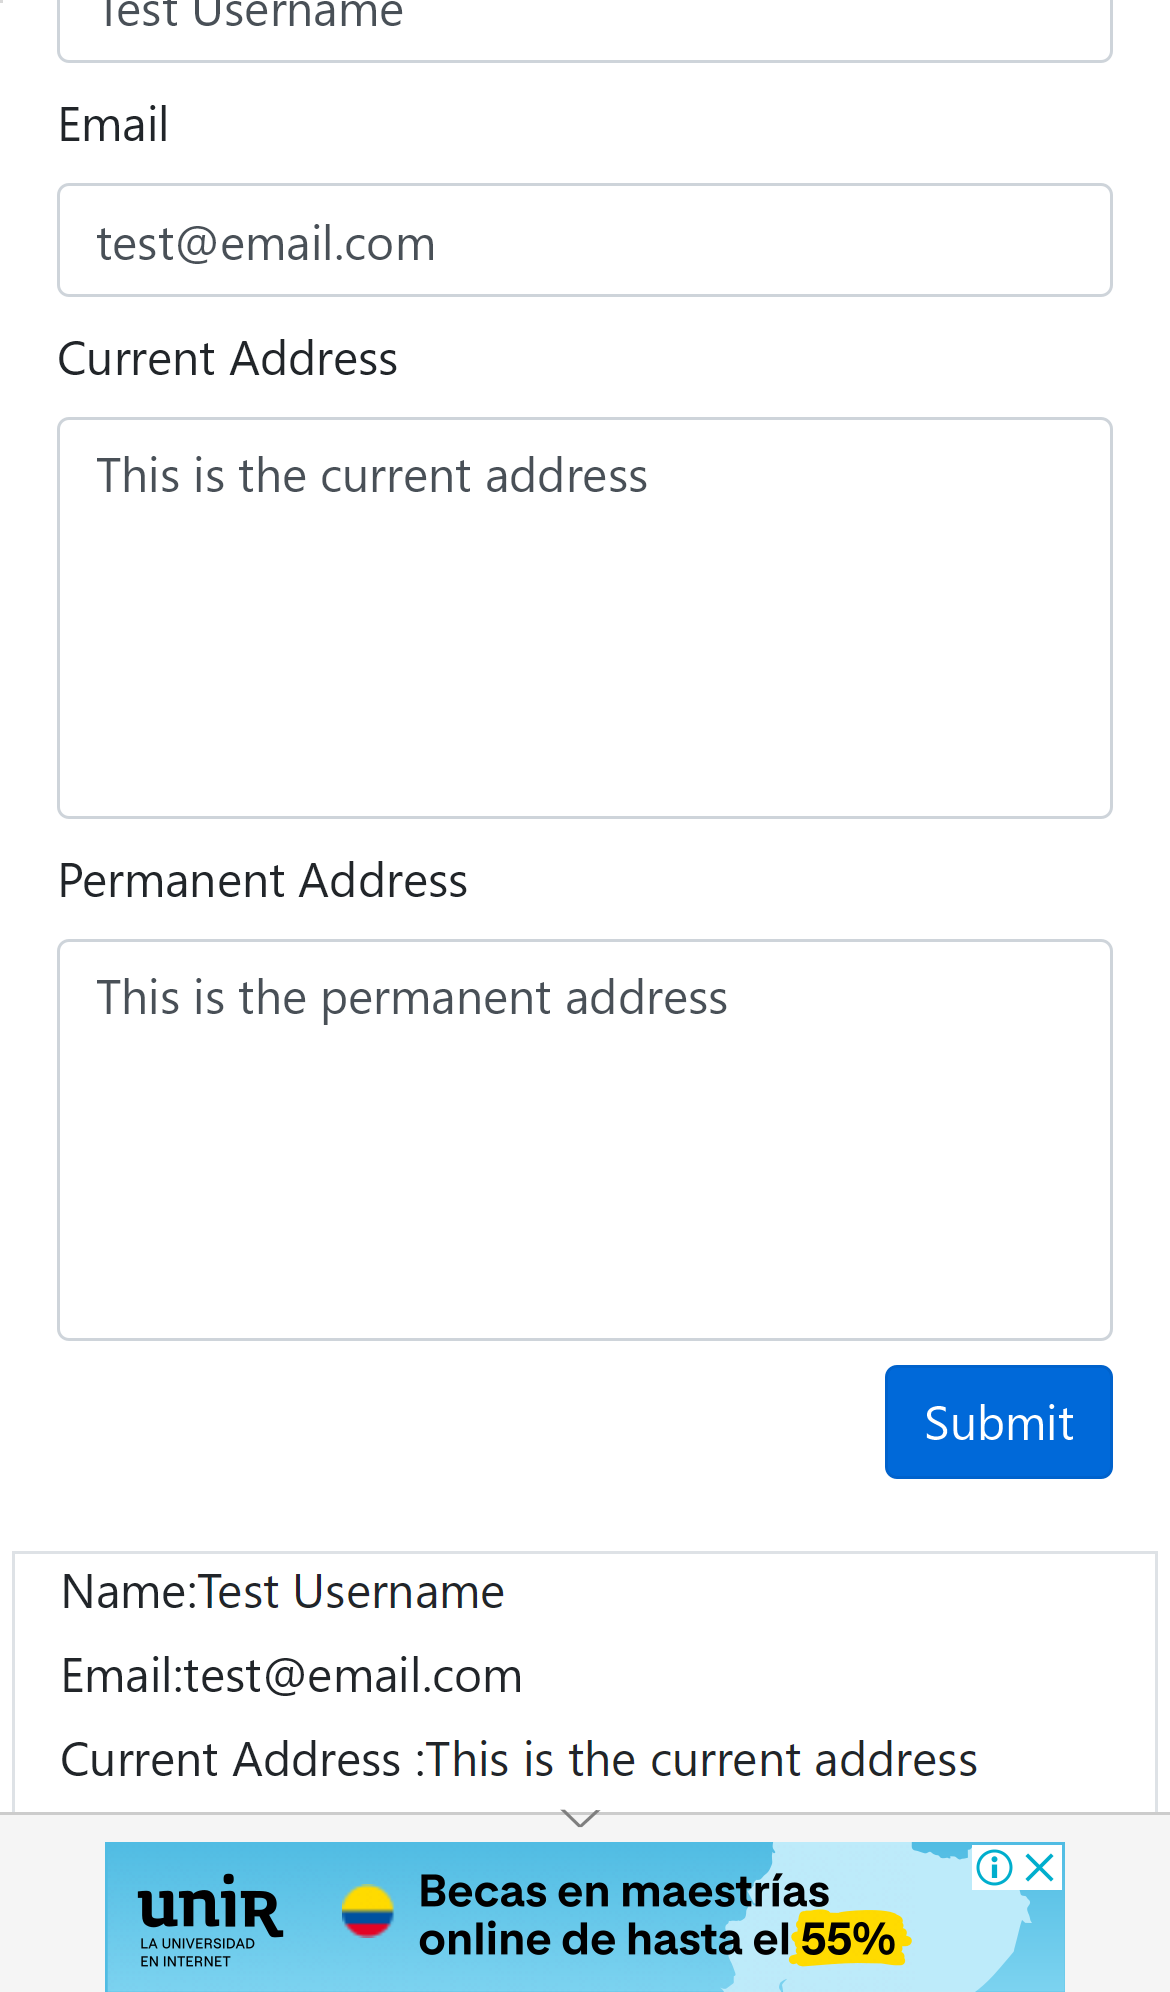 Test Username
Email
test@email.com
Current Address
This is the current address
Permanent Address
This is the permanent address
Submit
Name:Test Username
Email:test@email.com
Current Address :This is the current address
unir
LA UNIVERSIDAD
EN INTERNET
Becas en maestrías
online de hasta el 55%